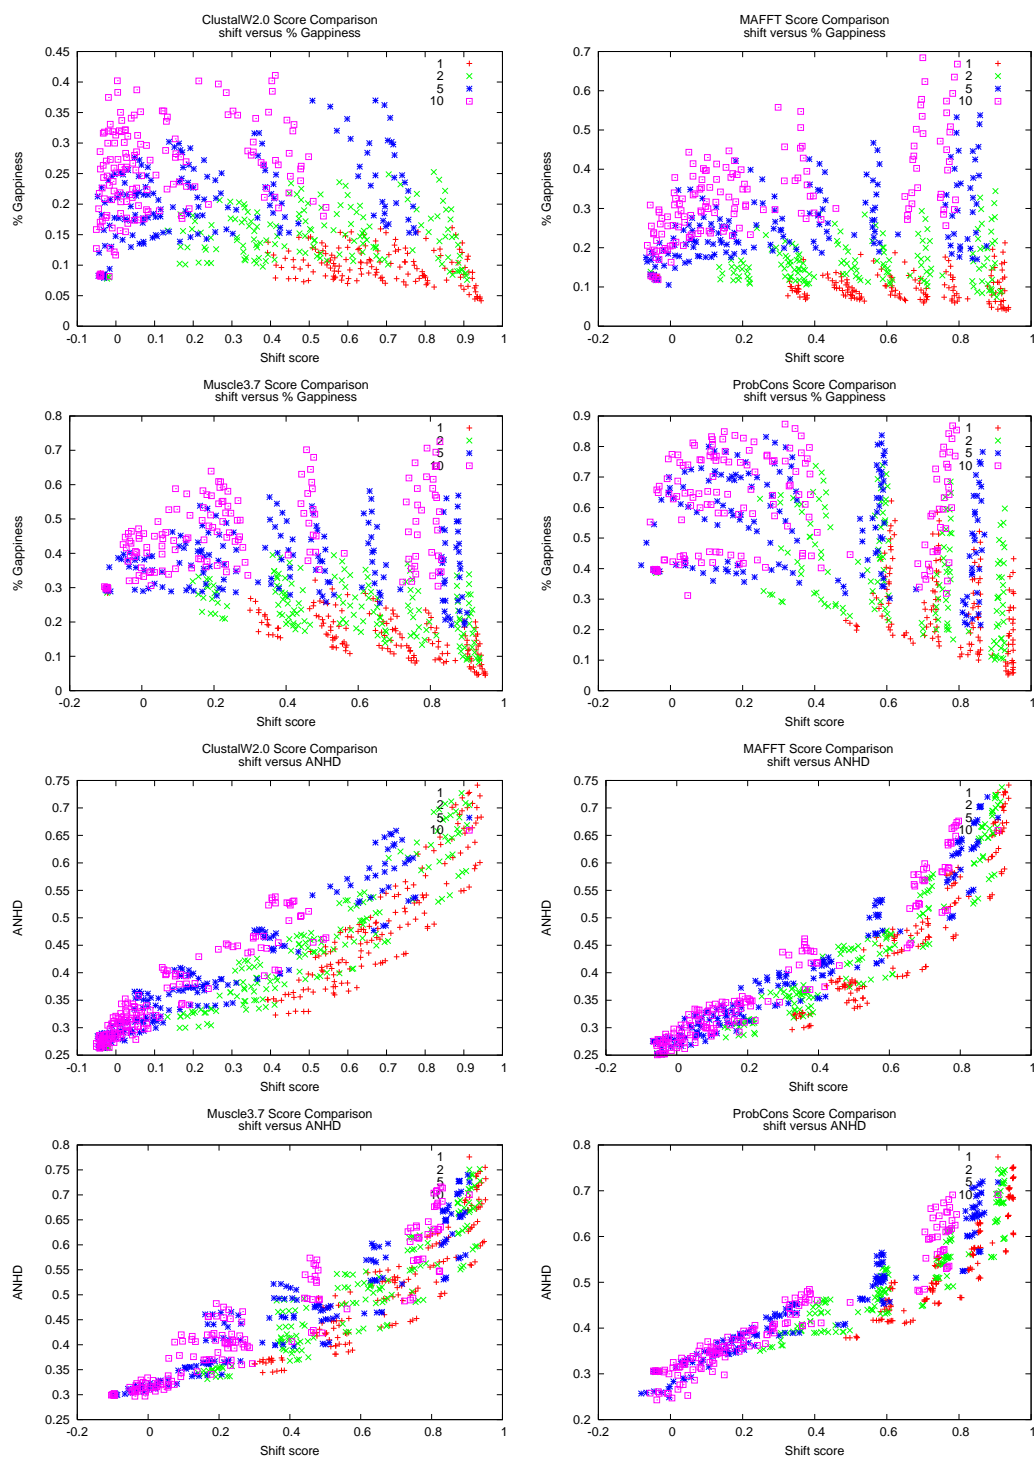 ClustalW2.0 Score Comparison
shift versus % Gappiness
% Gappiness
0.45
0.4
0.35
0.3
0.25
0.2
0.15
0.1
0.05
0
-0.1 0 0.1 0.2 0.3 0.4 0.5 0.6 0.7 0.8 0.9 1
Shift score
1
2
5
10
MAFFT Score Comparison
shift versus % Gappiness
% Gappiness
0.7
0.6
0.5
0.4
0.3
0.2
0.1
0
-0.2 0 0.2 0.4 0.6 0.8 1
Shift score
1
2
5
10
Muscle3.7 Score Comparison
shift versus % Gappiness
% Gappiness
0.8
0.7
0.6
0.5
0.4
0.3
0.2
0.1
0
-0.2 0 0.2 0.4 0.6 0.8 1
Shift score
1
2
5
10
ProbCons Score Comparison
shift versus % Gappiness
% Gappiness
0.9
0.8
0.7
0.6
0.5
0.4
0.3
0.2
0.1
0
-0.2 0 0.2 0.4 0.6 0.8 1
Shift score
1
2
5
10
ClustalW2.0 Score Comparison
shift versus ANHD
ANHD
0.75
0.7
0.65
0.6
0.55
0.5
0.45
0.4
0.35
0.3
0.25
-0.1 0 0.1 0.2 0.3 0.4 0.5 0.6 0.7 0.8 0.9 1
Shift score
1
2
5
10
MAFFT Score Comparison
shift versus ANHD
ANHD
0.75
0.7
0.65
0.6
0.55
0.5
0.45
0.4
0.35
0.3
0.25
-0.2 0 0.2 0.4 0.6 0.8 1
Shift score
1
2
5
10
Muscle3.7 Score Comparison
shift versus ANHD
ANHD
0.8
0.75
0.7
0.65
0.6
0.55
0.5
0.45
0.4
0.35
0.3
0.25
-0.2 0 0.2 0.4 0.6 0.8 1
Shift score
1
2
5
10
ProbCons Score Comparison
shift versus ANHD
ANHD
0.8
0.7
0.6
0.5
0.4
0.3
0.2
-0.2 0 0.2 0.4 0.6 0.8 1
Shift score
1
2
5
10